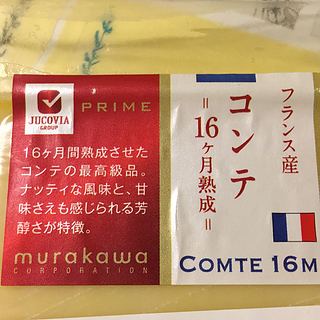 JUCOVIA
GROUP
PRIME
16ヶ月間熟成させた
コンテの最高級品。
ナッティな風味と、甘
味さえも感じられる芳
醇さが特徴。
murakawa
CORPORATION
フランス産
コンテ
=16ヶ月熟成=
COMTE 16M